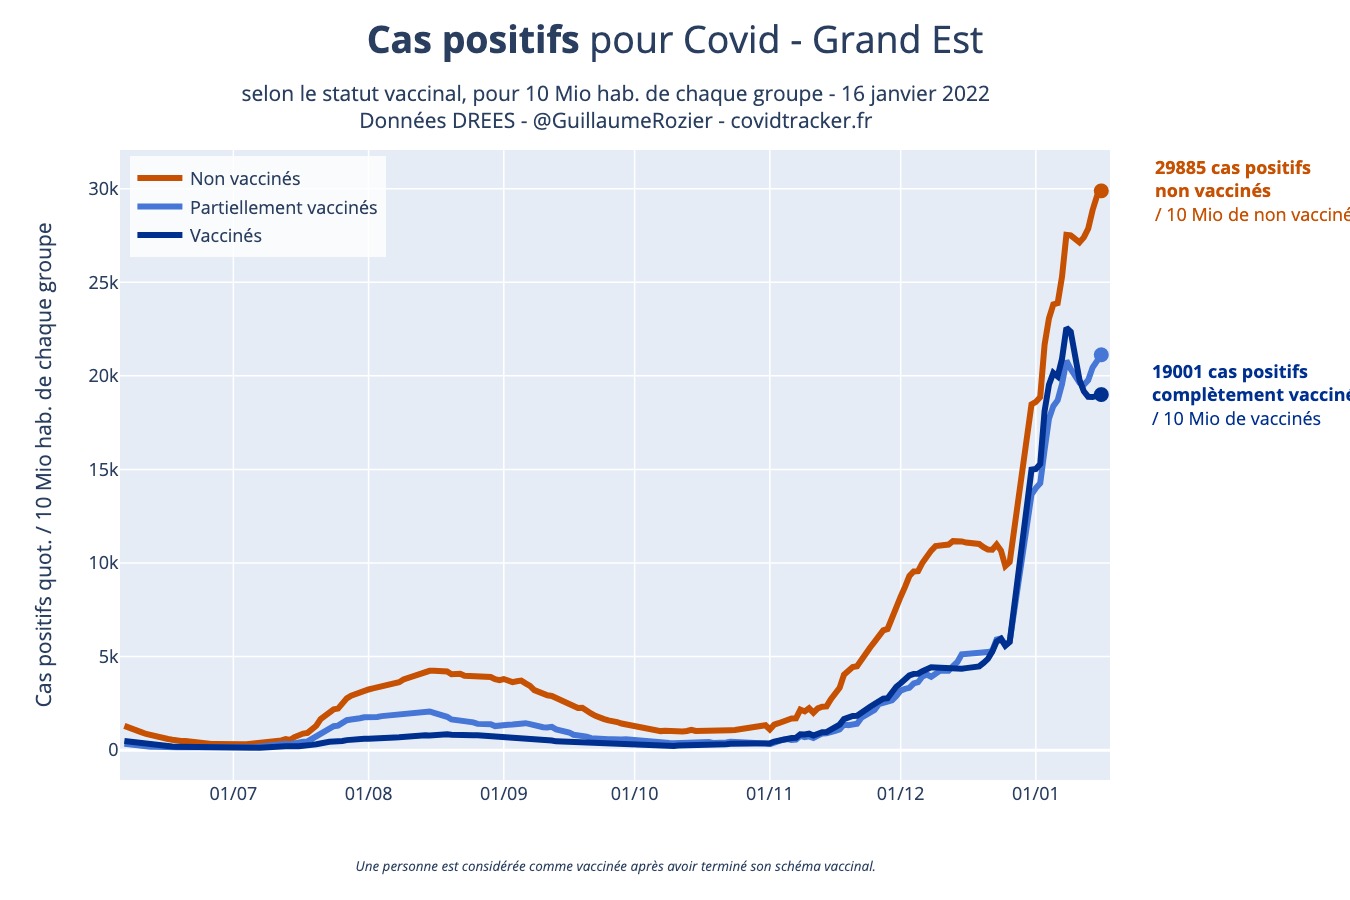 Cas positifs pour Covid - Grand Est
selon le statut vaccinal, pour 10 Mio hab. de chaque groupe - 16 janvier 2022
Données DREES - @GuillaumeRozier - covidtracker.fr
Non vaccinés
Partiellement vaccinés
Vaccinés
Cas positifs quot. / 10 Mio hab. de chaque groupe
30k
25k
20k
15k
10k
5k
0
01/07
01/08
01/09
01/10
01/11
01/12
01/01
29885 cas positifs
non vaccinés
/ 10 Mio de non vacciné
19001 cas positifs
complètement vacciné
/ 10 Mio de vaccinés
Une personne est considérée comme vaccinée après avoir terminé son schéma vaccinal.